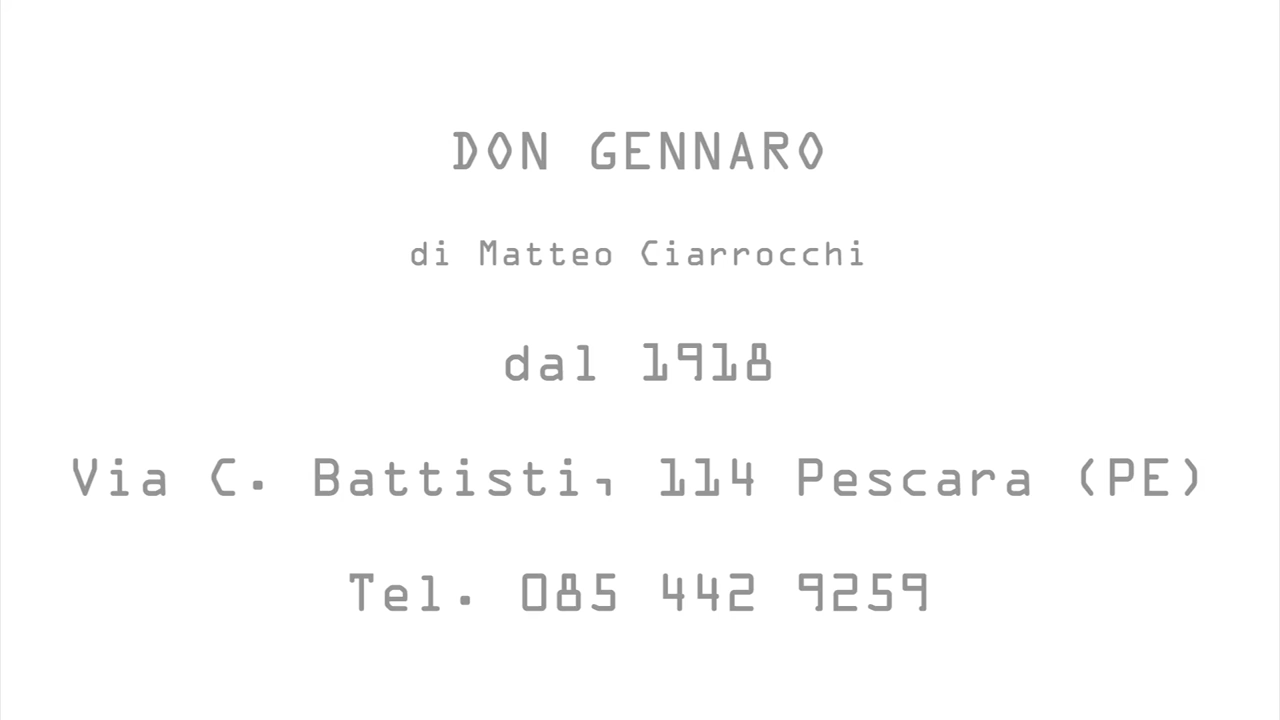 DON GENNARO
di Matteo Ciarrocchi
dal 1918
Via C. Battisti, 114 Pescara (PE)
Tel. 085 442 9259